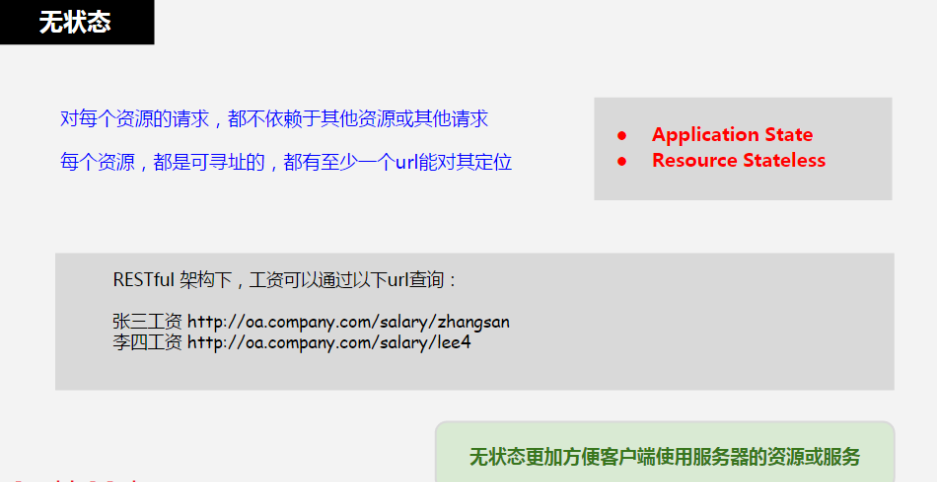 无状态
对每个资源的请求，都不依赖于其他资源或其他请求
每个资源，都是可寻址的，都有至少一个url能对其定位
● Application State
● Resource Stateless
RESTful 架构下，工资可以通过以下url查询：
张三工资 http://oa.company.com/salary/zhangsan
李四工资 http://oa.company.com/salary/lee4
无状态更加方便客户端使用服务器的资源或服务